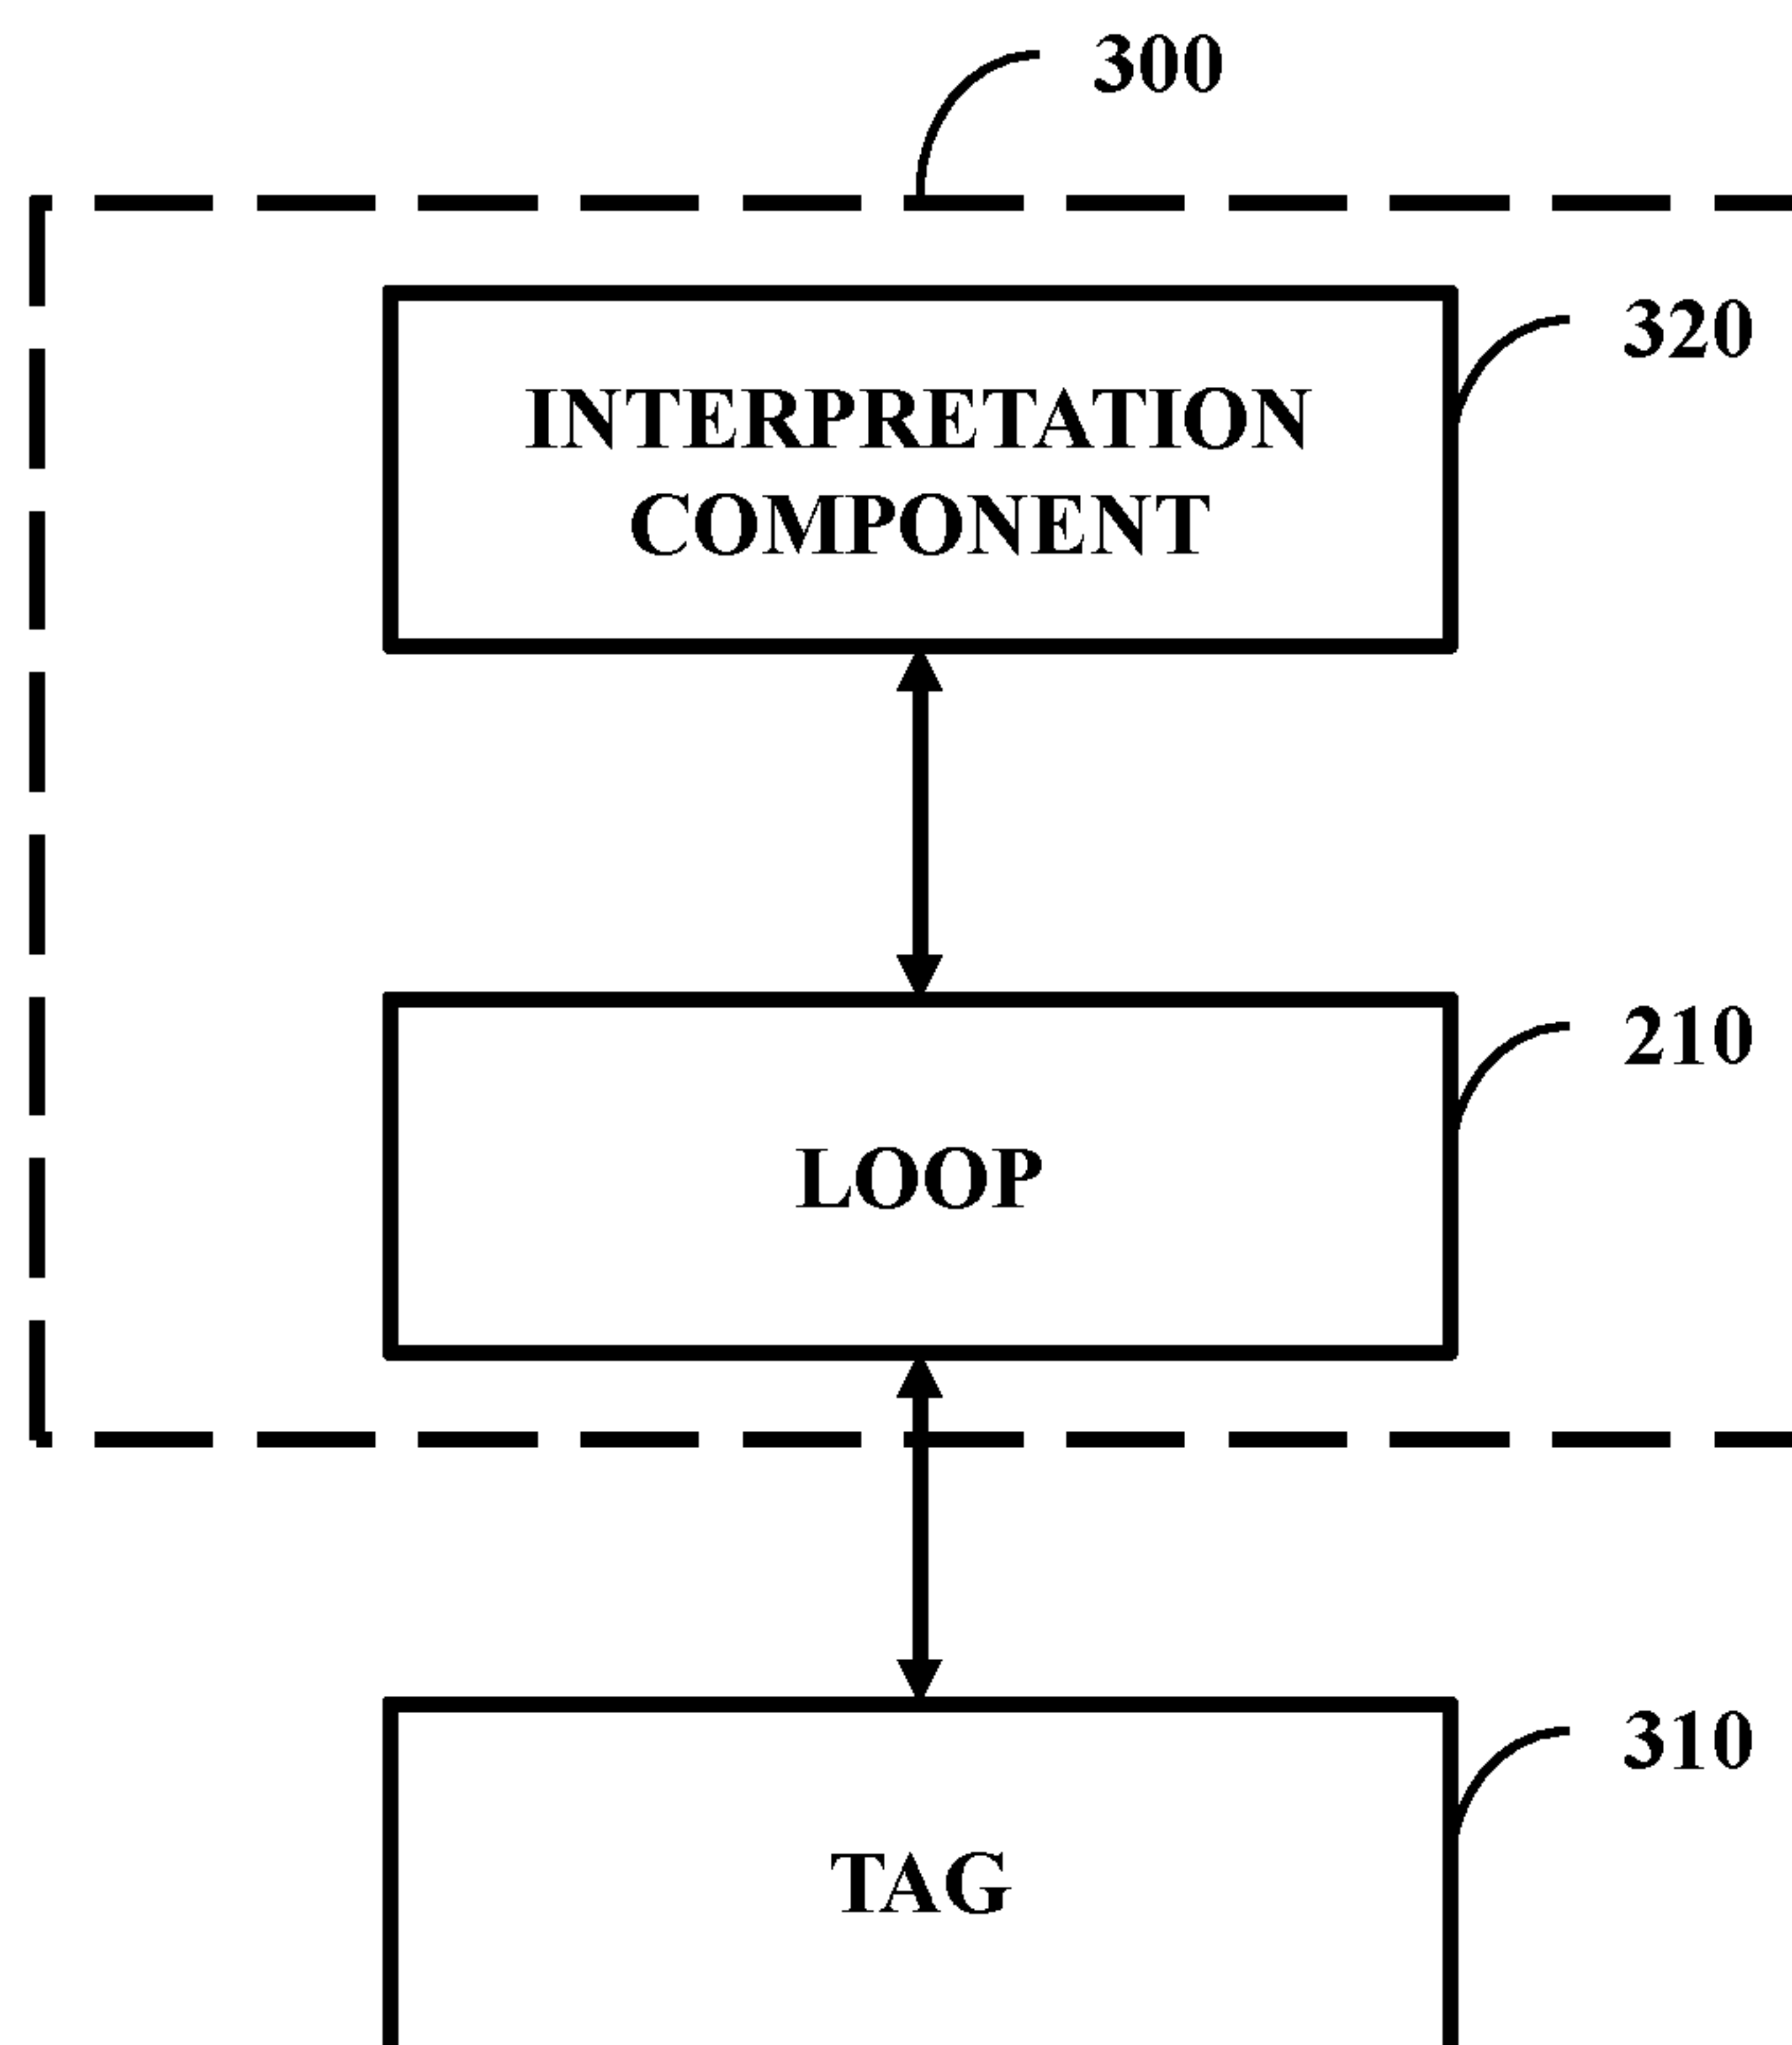 300
320
INTERPRETATION
COMPONENT
210
LOOP
310
TAG